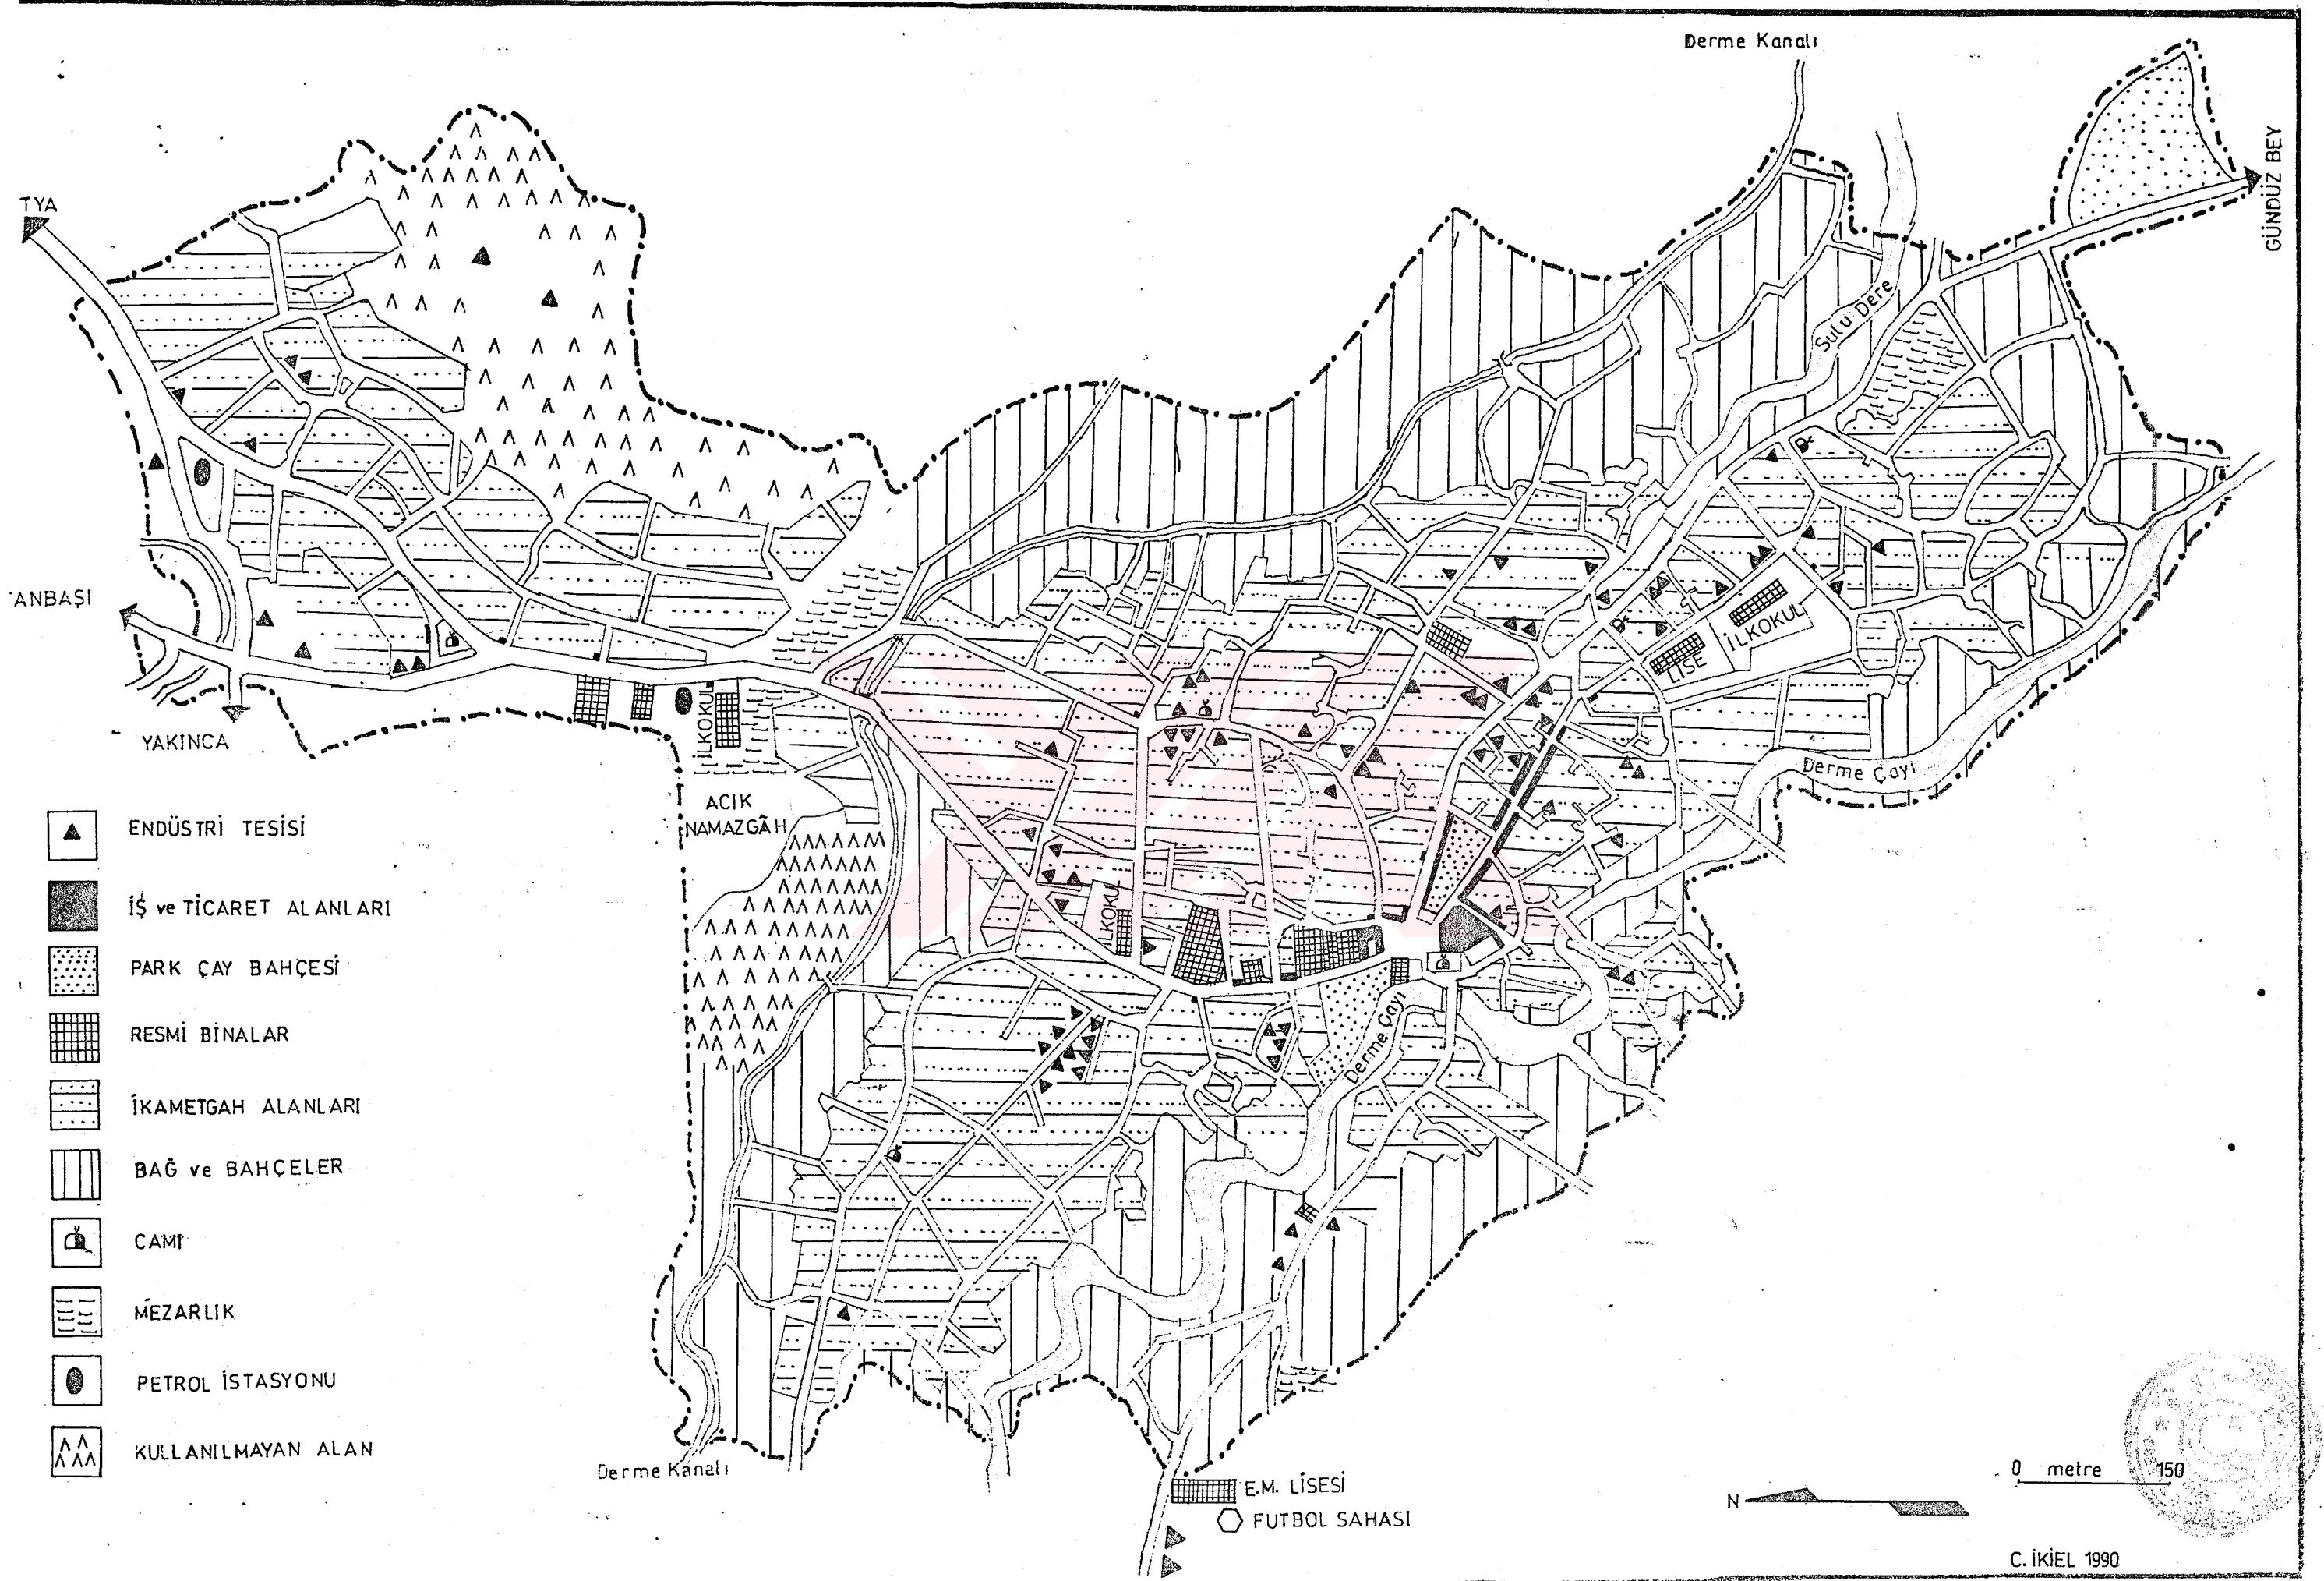 Derme Kanalı
GÜNDÜZ BEY
TYA
Sulu Dere
ANBAŞI
İLKOKUL
LİSE
YAKINCA
İLKOKUL
Derme Çayı
ACIK
NAMAZGÂH
İLKOKUL
Derme Çayı
ENDÜSTRİ TESİSİ
İŞ ve TİCARET ALANLARI
PARK ÇAY BAHÇESİ
RESMİ BİNALAR
İKAMETGAH ALANLARI
BAĞ ve BAHÇELER
CAMİ
MEZARLIK
PETROL İSTASYONU
KULLANILMAYAN ALAN
Derme Kanalı
E.M. LİSESİ
FUTBOL SAHASI
N
0 metre 150
C. İKİEL 1990